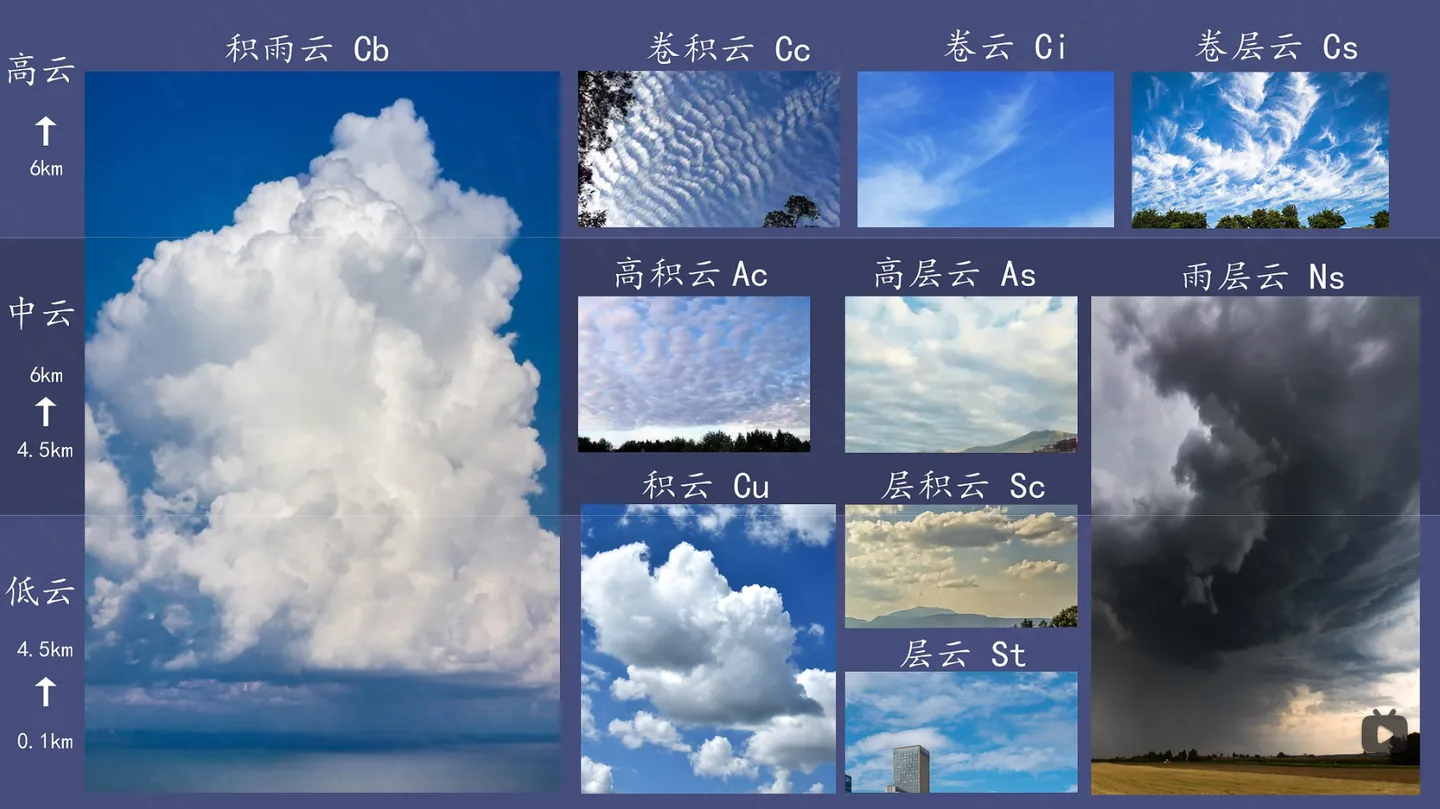 高云
6km
积雨云 Cb
卷积云 Cc
卷云 Ci
卷层云 Cs
中云
6km
4.5km
高积云 Ac
高层云 As
雨层云 Ns
积云 Cu
层积云 Sc
低云
4.5km
0.1km
层云 St